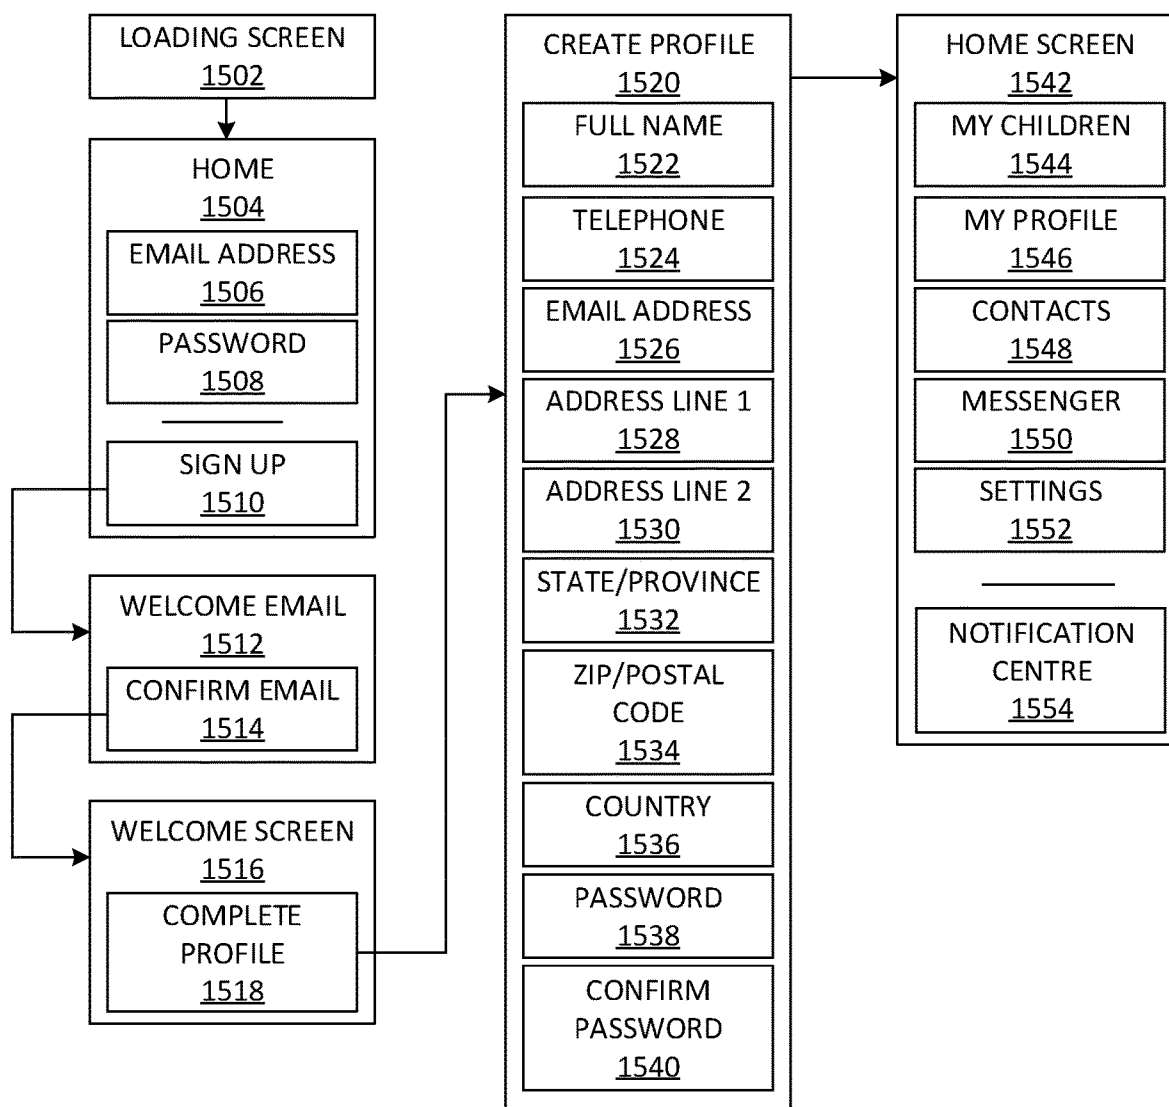 LOADING SCREEN
1502
HOME
1504
EMAIL ADDRESS
1506
PASSWORD
1508
SIGN UP
1510
WELCOME EMAIL
1512
CONFIRM EMAIL
1514
WELCOME SCREEN
1516
COMPLETE
PROFILE
1518
CREATE PROFILE
1520
FULL NAME
1522
TELEPHONE
1524
EMAIL ADDRESS
1526
ADDRESS LINE 1
1528
ADDRESS LINE 2
1530
STATE/PROVINCE
1532
ZIP/POSTAL
CODE
1534
COUNTRY
1536
PASSWORD
1538
CONFIRM
PASSWORD
1540
HOME SCREEN
1542
MY CHILDREN
1544
MY PROFILE
1546
CONTACTS
1548
MESSENGER
1550
SETTINGS
1552
NOTIFICATION
CENTRE
1554